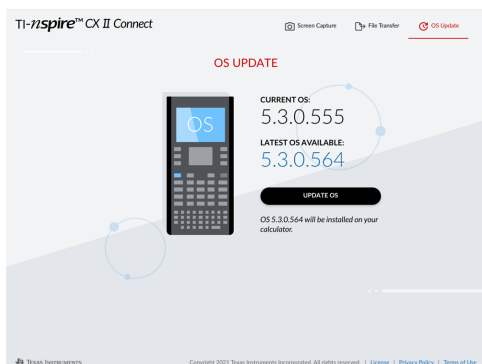 TI-nspire™ CX II Connect
Screen Capture
File Transfer
OS Update
OS UPDATE
OS
CURRENT OS:
5.3.0.555
LATEST OS AVAILABLE:
5.3.0.564
UPDATE OS
OS 5.3.0.564 will be installed on your
calculator.
TEXAS INSTRUMENTS
Copyright 2021 Texas Instruments Incorporated. All rights reserved. | License | Privacy Policy | Terms of Use